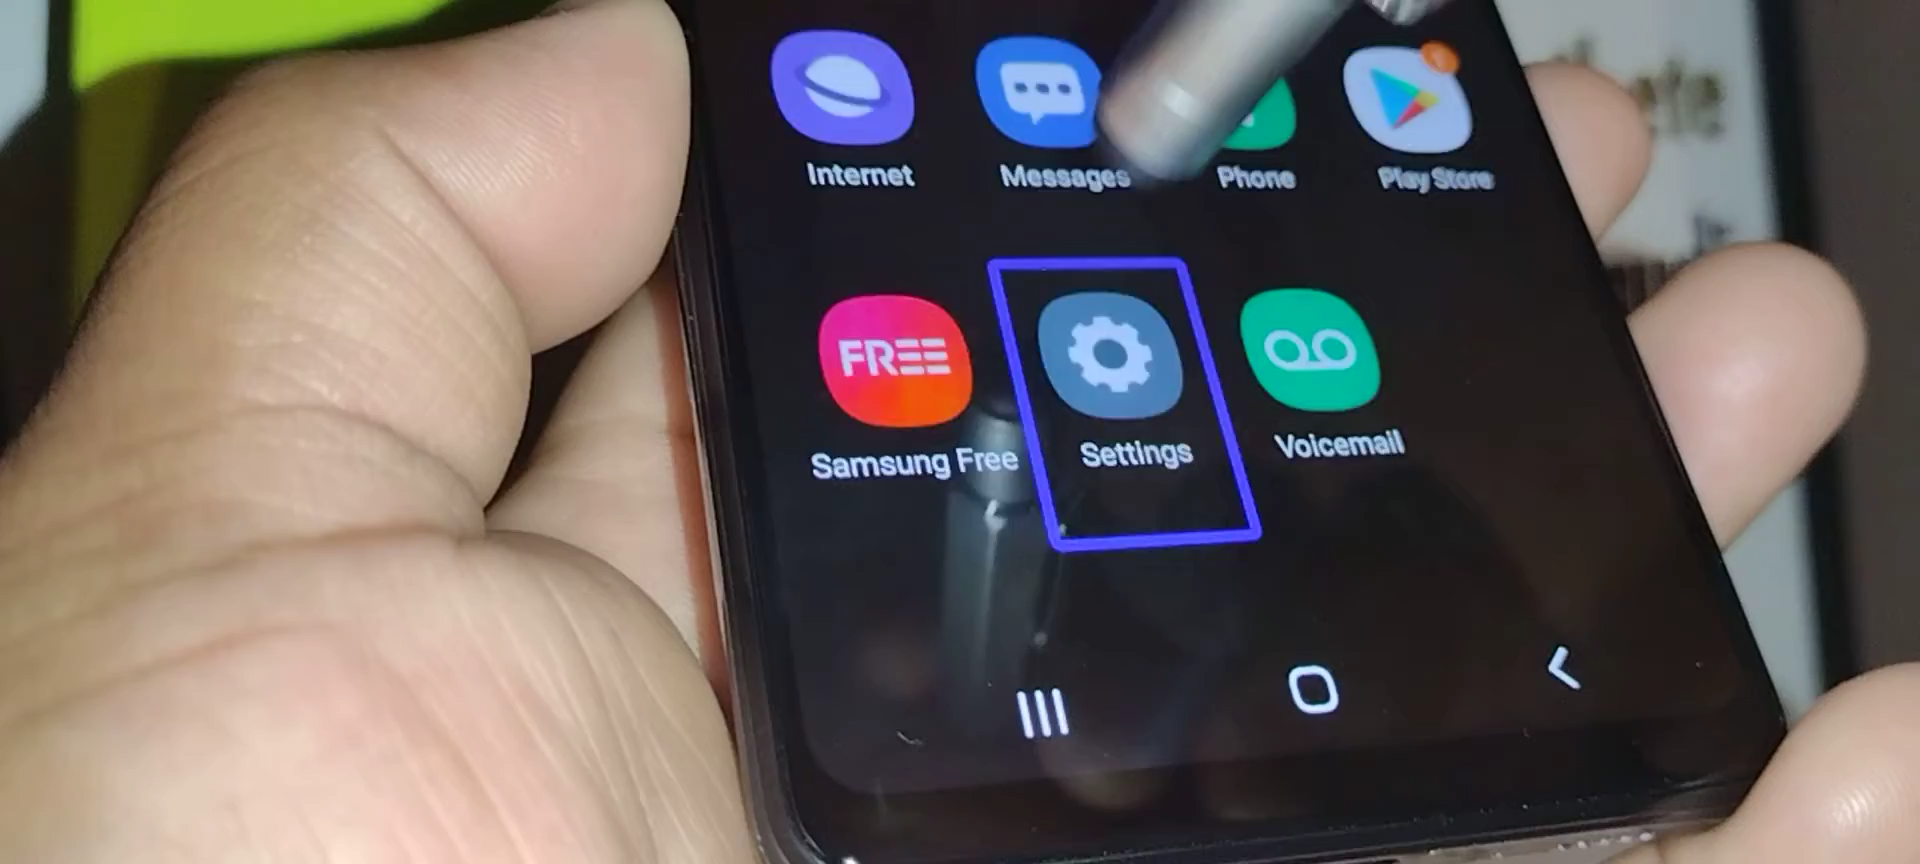 Internet
Messages
Phone
Play Store
FREE
Samsung Free
Settings
Voicemail